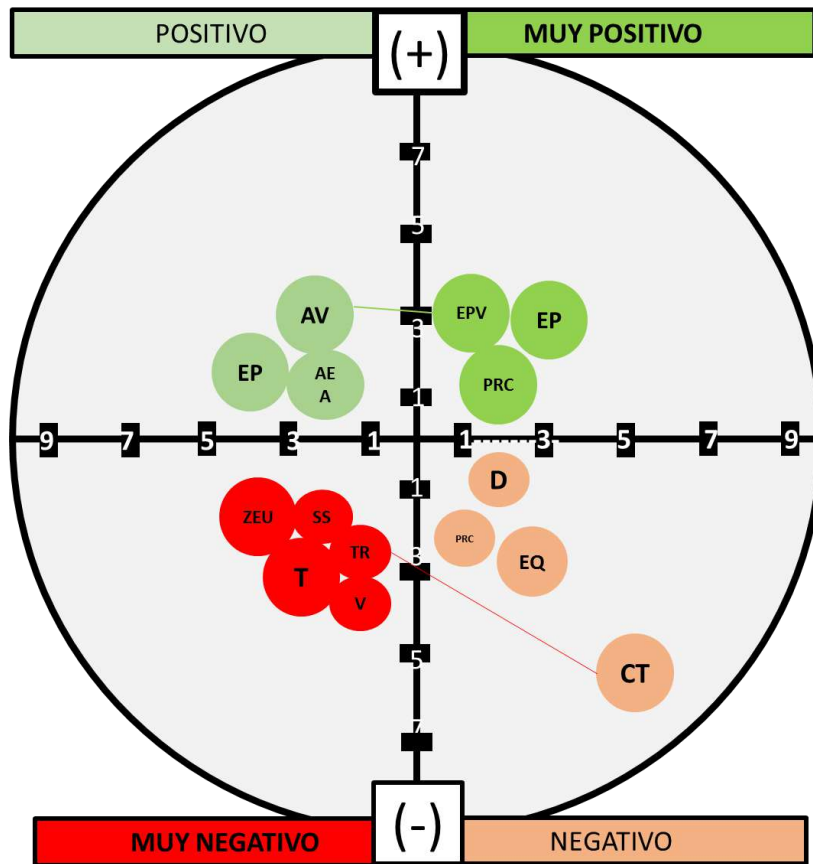 POSITIVO
(+)
MUY POSITIVO
7
5
AV
EPV
EP
3
EP
AE
A
PRC
1
9
7
5
3
1
1
3
5
7
9
1
D
ZEU
SS
PRC
TR
3
EQ
T
V
5
CT
7
(-)
MUY NEGATIVO
NEGATIVO